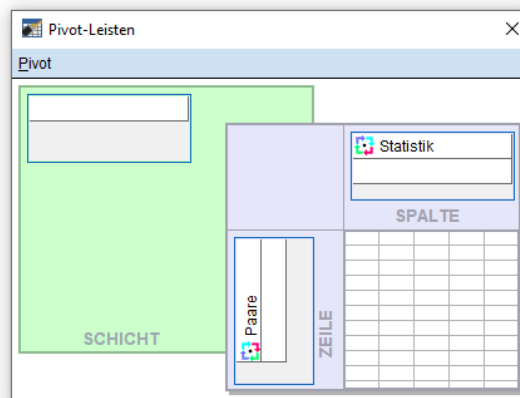 Pivot-Leisten
Pivot
Statistik
SPALTE
Paare
ZEILE
SCHICHT